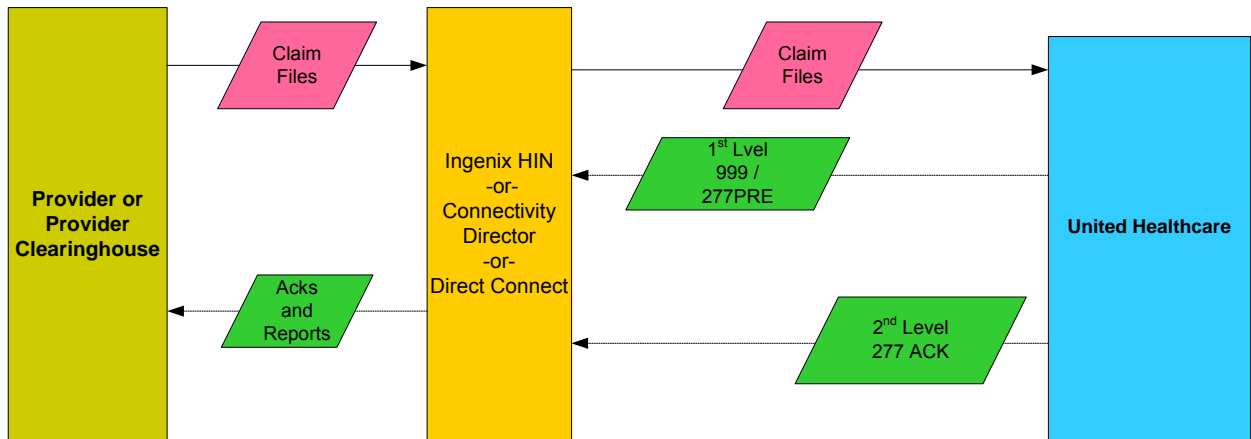 Claim
Files
Claim
Files
Provider or
Provider
Clearinghouse
Ingenix HIN
-or-
Connectivity
Director
-or-
Direct Connect
1st Lvel
999 /
277PRE
United Healthcare
Acks
and
Reports
2nd Level
277 ACK